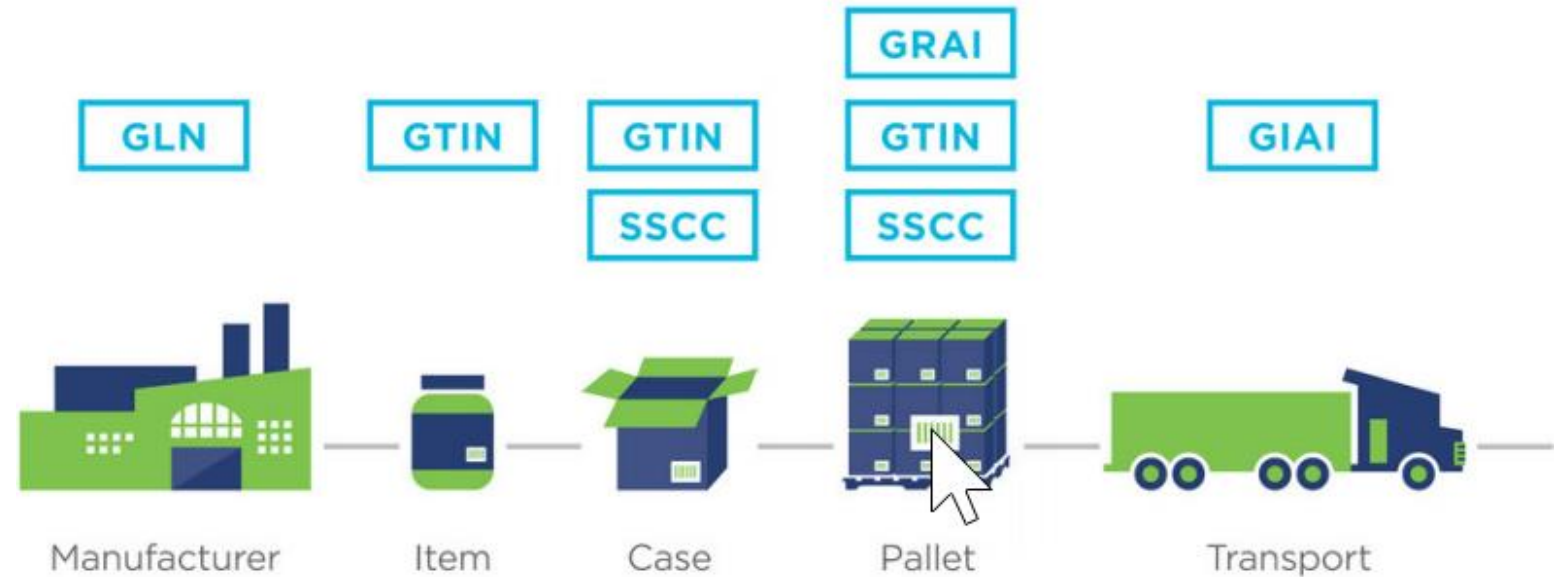 GRAI
GLN GTIN GTIN GTIN GIAI
SSCC SSCC
Manufacturer Item Case Pallet Transport